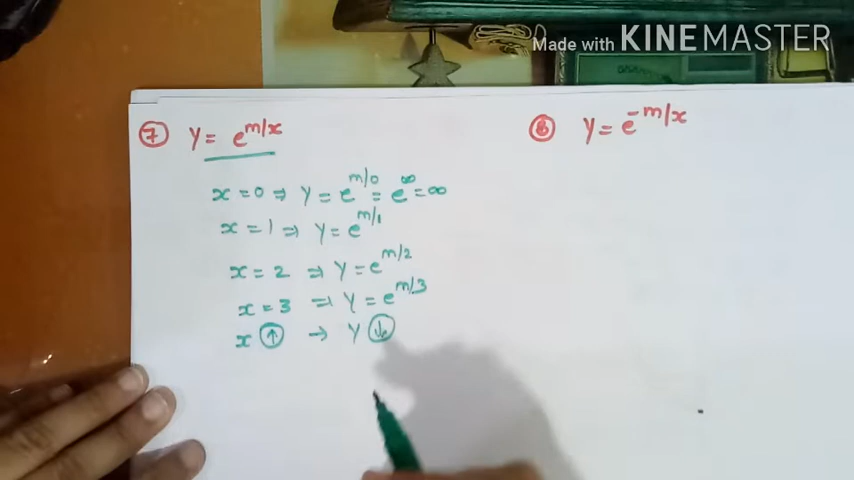 Made with KINEMASTER
⑦ y = e^m/x
x = 0 ⇒ y = e^m/0 = e^∞ = ∞
x = 1 ⇒ y = e^m/1
x = 2 ⇒ y = e^m/2
x = 3 ⇒ y = e^m/3
x ↑ → y ↓
⑧ y = e^-m/x